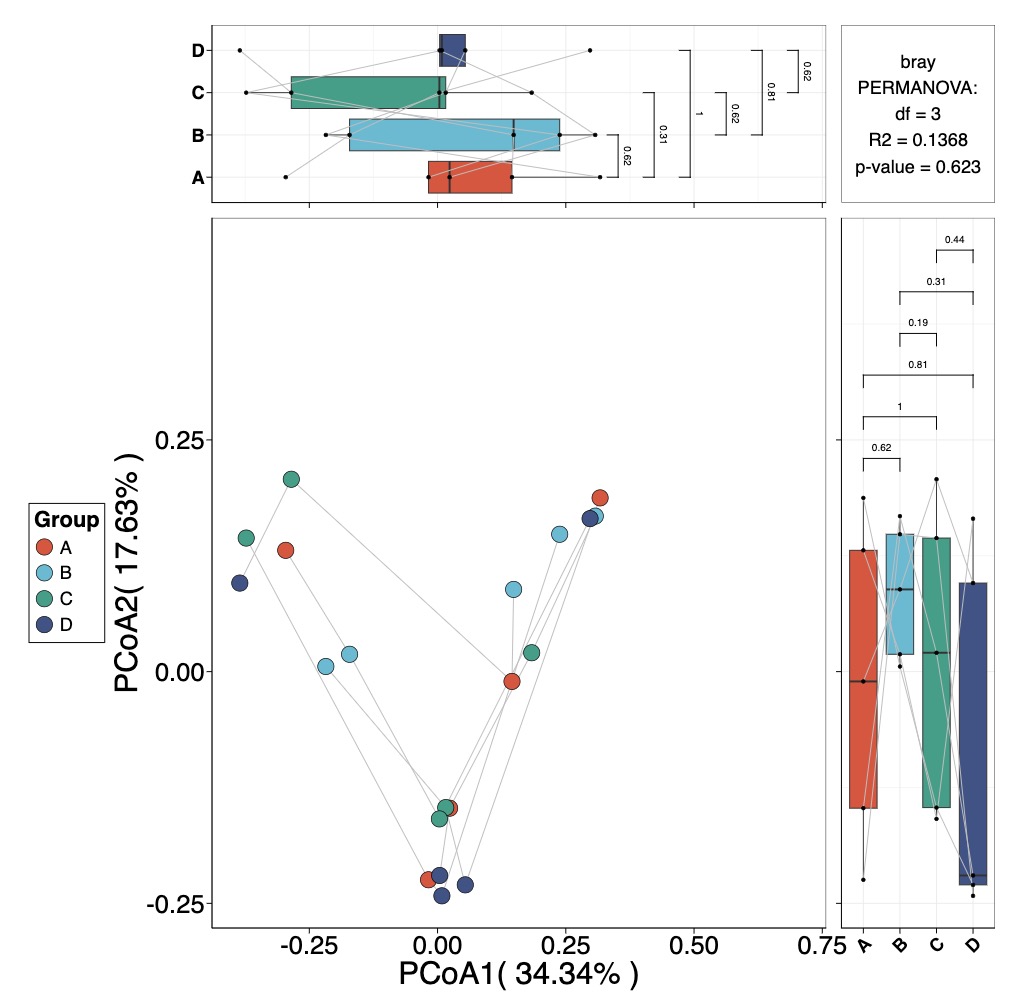 D
C
B
A
0.62
0.31
1
0.62
0.81
0.62
bray
PERMANOVA:
df = 3
R2 = 0.1368
p-value = 0.623
0.44
0.31
0.19
0.81
1
0.62
Group
A
B
C
D
PCoA2( 17.63% )
0.25
0.00
-0.25
-0.25
0.00
0.25
0.50
0.75
PCoA1( 34.34% )
A
B
C
D